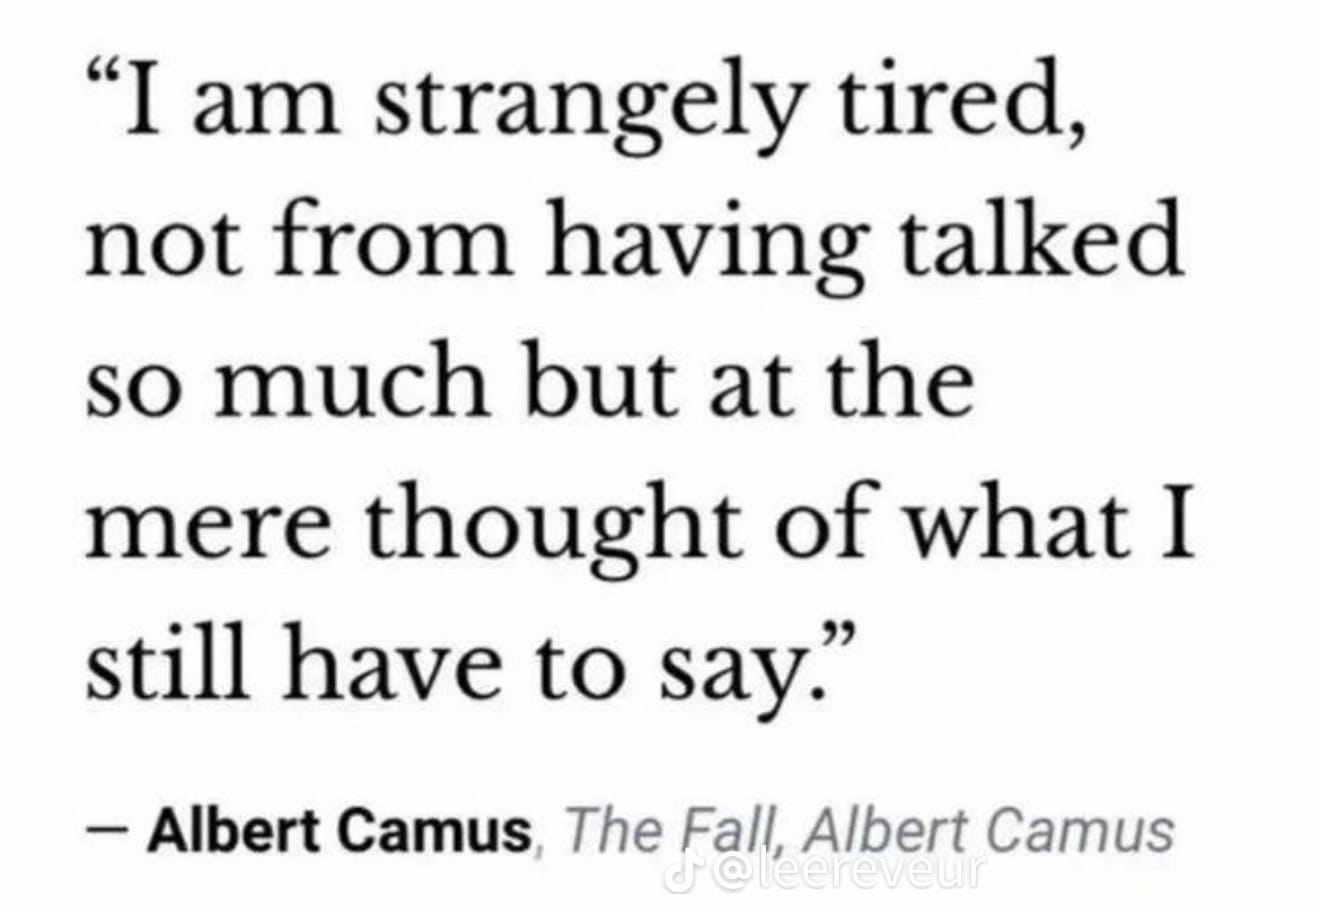 “I am strangely tired,
not from having talked
so much but at the
mere thought of what I
still have to say.”
— Albert Camus, The Fall, Albert Camus
@leereveur